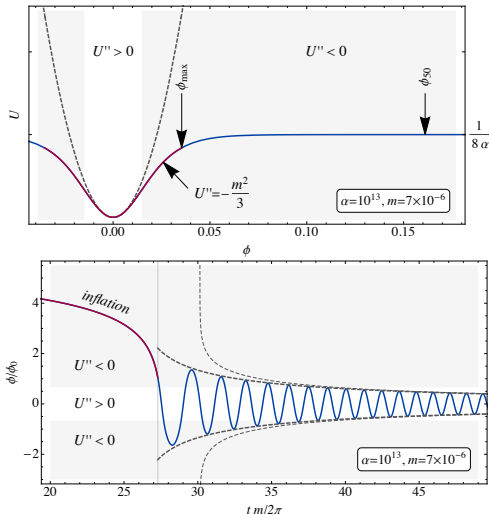 U'' > 0
U'' < 0
ϕmax
ϕ50
U
1/(8 α)
U''=-m²/3
α=10¹³, m=7×10⁻⁶
0.00 0.05 0.10 0.15
ϕ
inflation
4
2
0
-2
ϕ/ϕ0
U'' < 0
U'' > 0
U'' < 0
α=10¹³, m=7×10⁻⁶
20 25 30 35 40 45
t m/2π